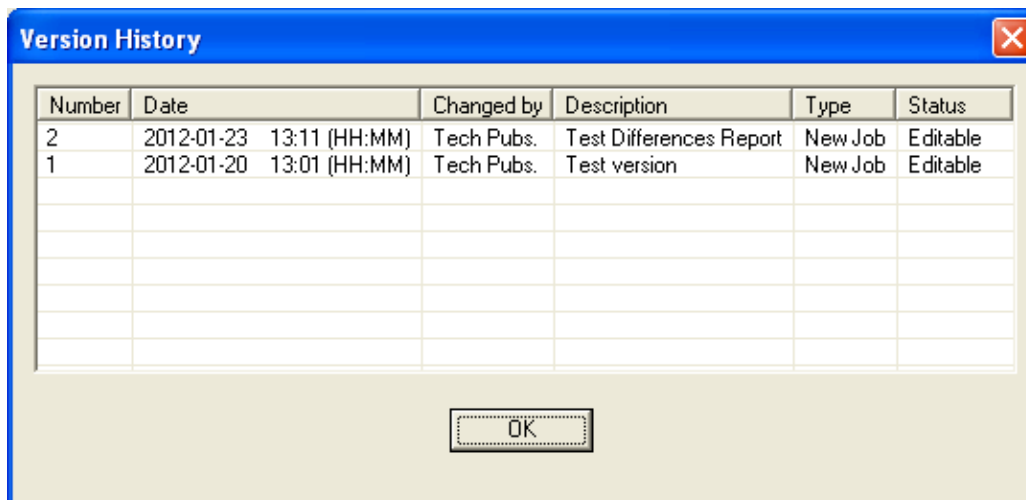 Version History
Number Date Changed by Description Type Status
2 2012-01-23 13:11 (HH:MM) Tech Pubs. Test Differences Report New Job Editable
1 2012-01-20 13:01 (HH:MM) Tech Pubs. Test version New Job Editable
OK